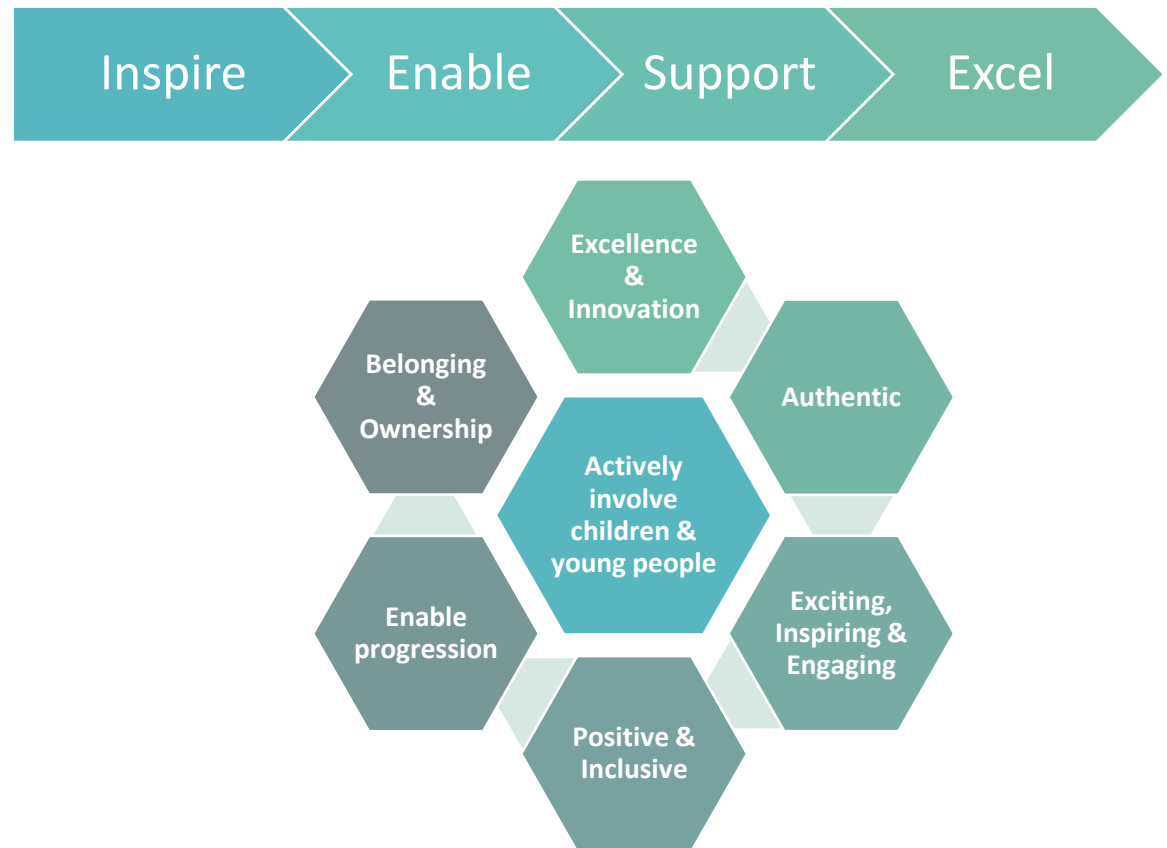 Inspire
Enable
Support
Excel
Excellence
&
Innovation
Authentic
Exciting,
Inspiring &
Engaging
Positive &
Inclusive
Enable
progression
Belonging
&
Ownership
Actively
involve
children &
young people